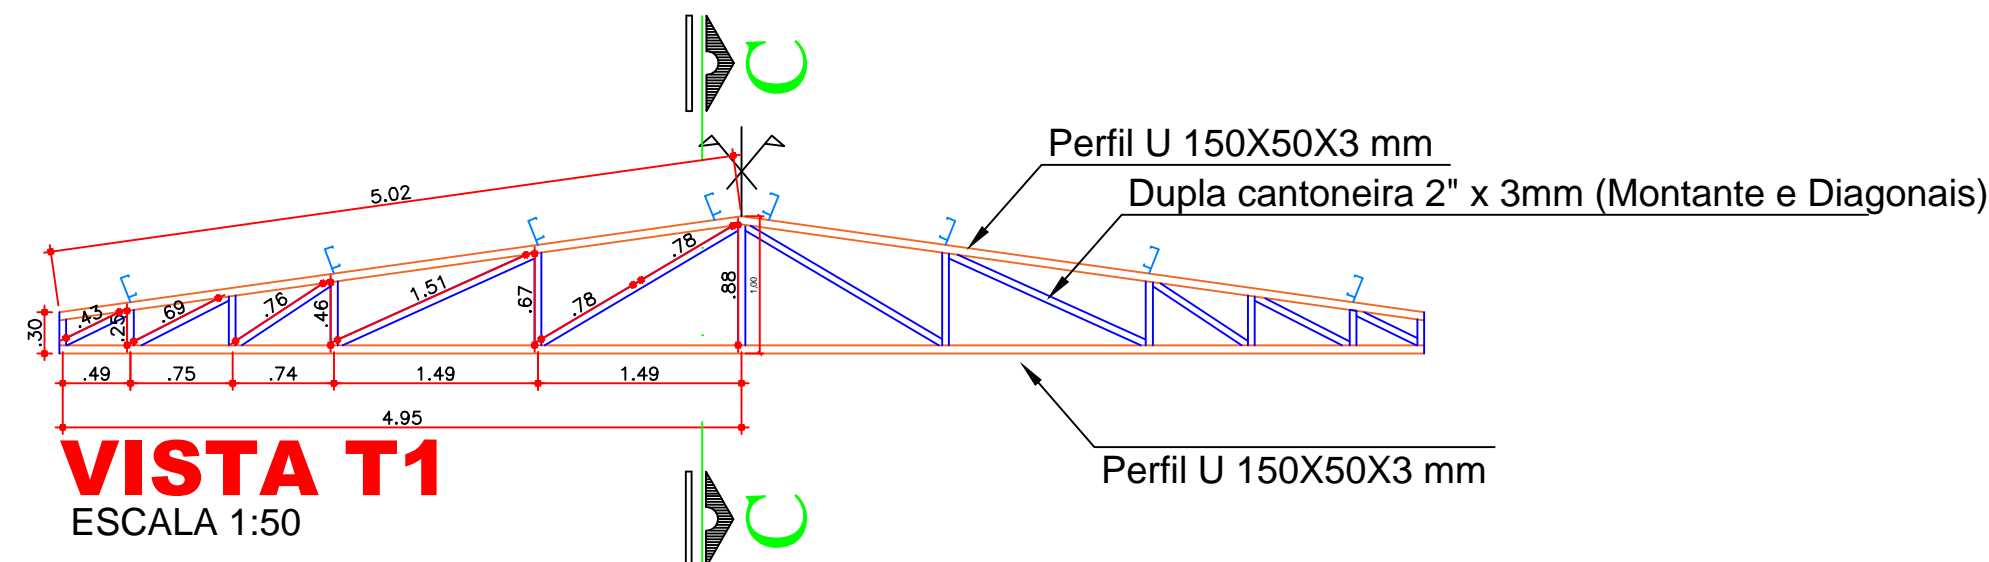 C
Perfil U 150X50X3 mm
Dupla cantoneira 2" x 3mm (Montante e Diagonais)
5.02
.78
.43
.69
.76
1.51
.78
.30
.25
.46
.67
.88
1,00
.49
.75
.74
1.49
1.49
4.95
VISTA T1
ESCALA 1:50
Perfil U 150X50X3 mm
C